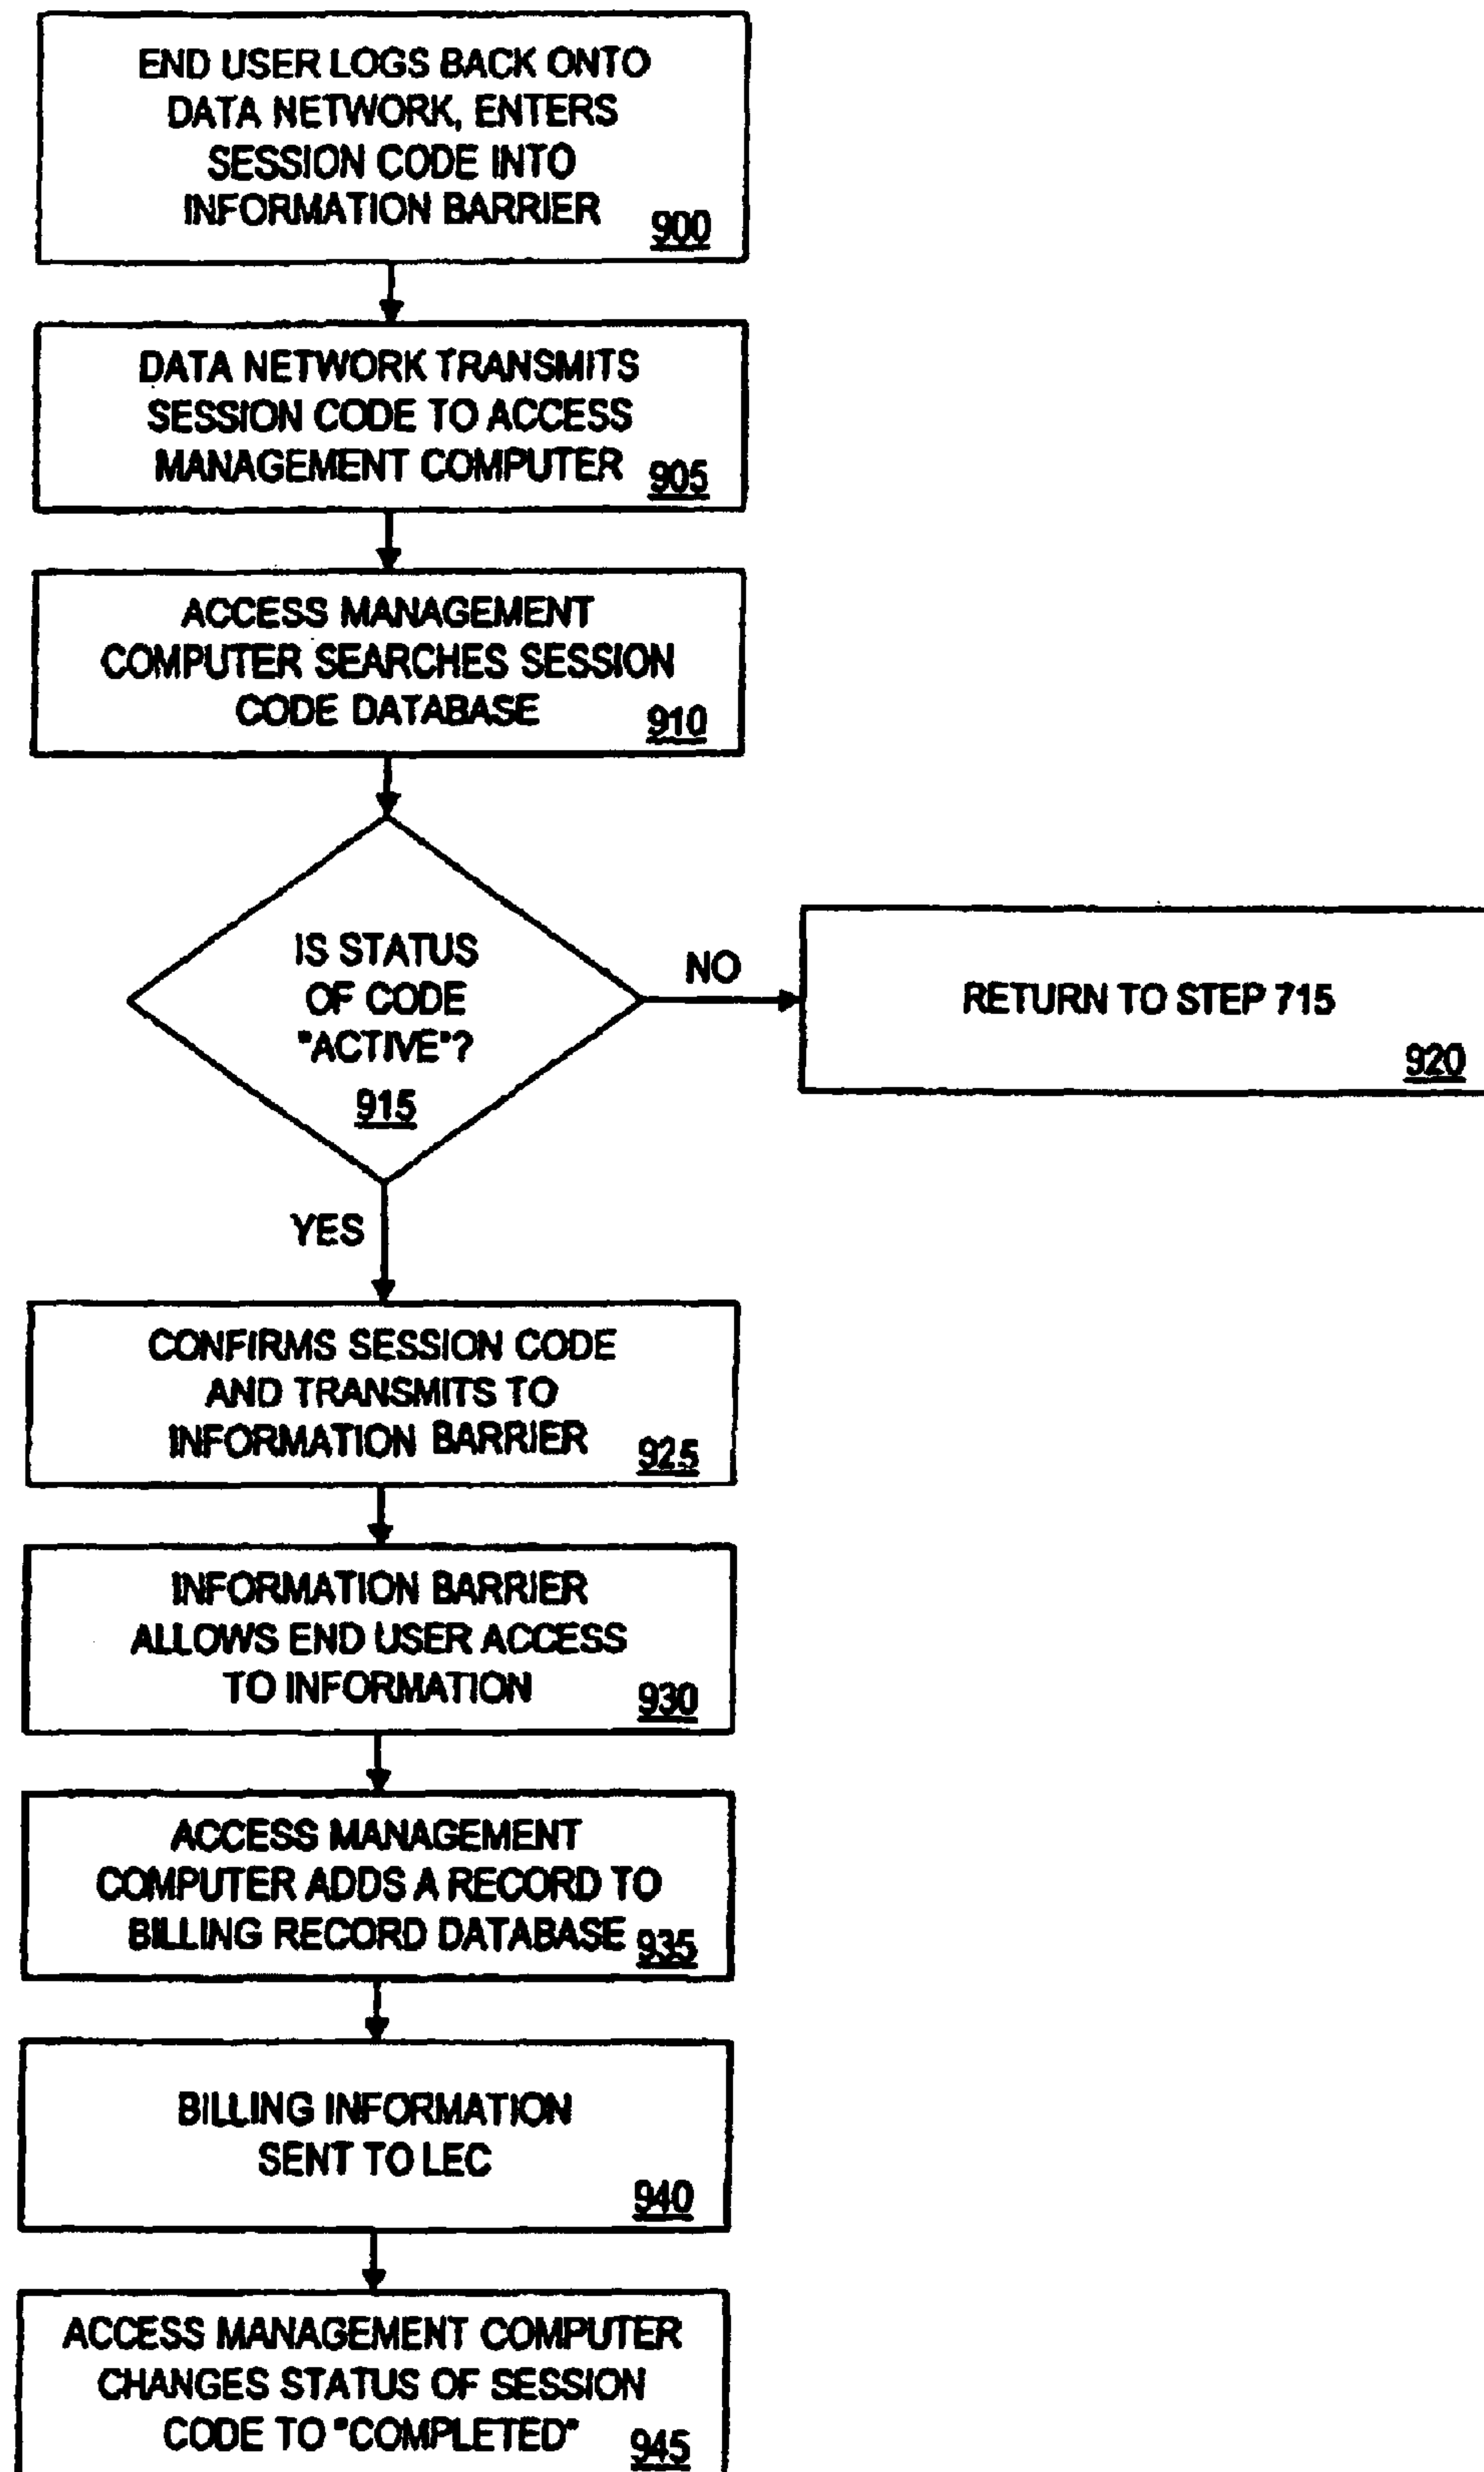 END USER LOGS BACK ONTO
DATA NETWORK, ENTERS
SESSION CODE INTO
INFORMATION BARRIER
900
DATA NETWORK TRANSMITS
SESSION CODE TO ACCESS
MANAGEMENT COMPUTER
905
ACCESS MANAGEMENT
COMPUTER SEARCHES SESSION
CODE DATABASE
910
IS STATUS
OF CODE
"ACTIVE"?
915
NO
RETURN TO STEP 715
920
YES
CONFIRMS SESSION CODE
AND TRANSMITS TO
INFORMATION BARRIER
925
INFORMATION BARRIER
ALLOWS END USER ACCESS
TO INFORMATION
930
ACCESS MANAGEMENT
COMPUTER ADDS A RECORD TO
BILLING RECORD DATABASE
935
BILLING INFORMATION
SENT TO LEC
940
ACCESS MANAGEMENT COMPUTER
CHANGES STATUS OF SESSION
CODE TO "COMPLETED"
945